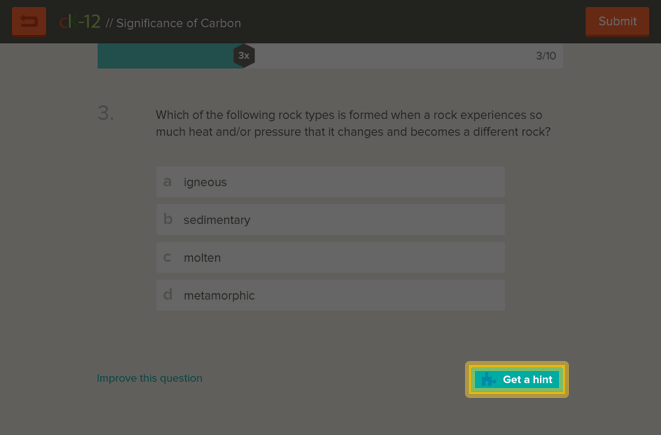 cl -12 // Significance of Carbon
Submit
3x
3/10
3.
Which of the following rock types is formed when a rock experiences so
much heat and/or pressure that it changes and becomes a different rock?
a igneous
b sedimentary
c molten
d metamorphic
Improve this question
Get a hint